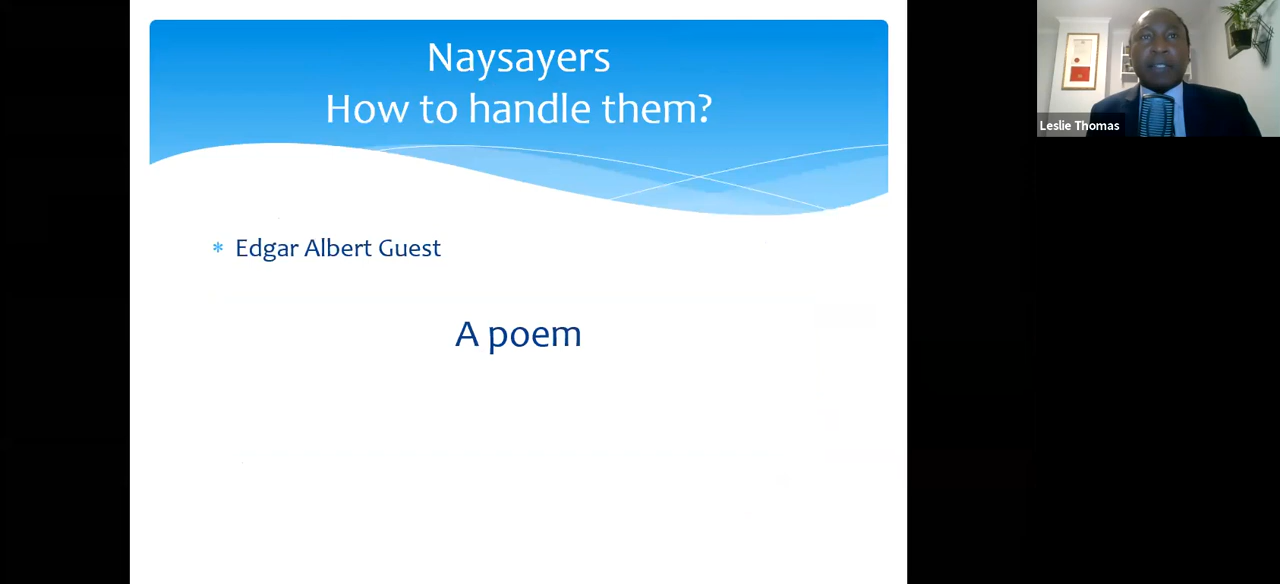 Naysayers
How to handle them?
Leslie Thomas
* Edgar Albert Guest
A poem